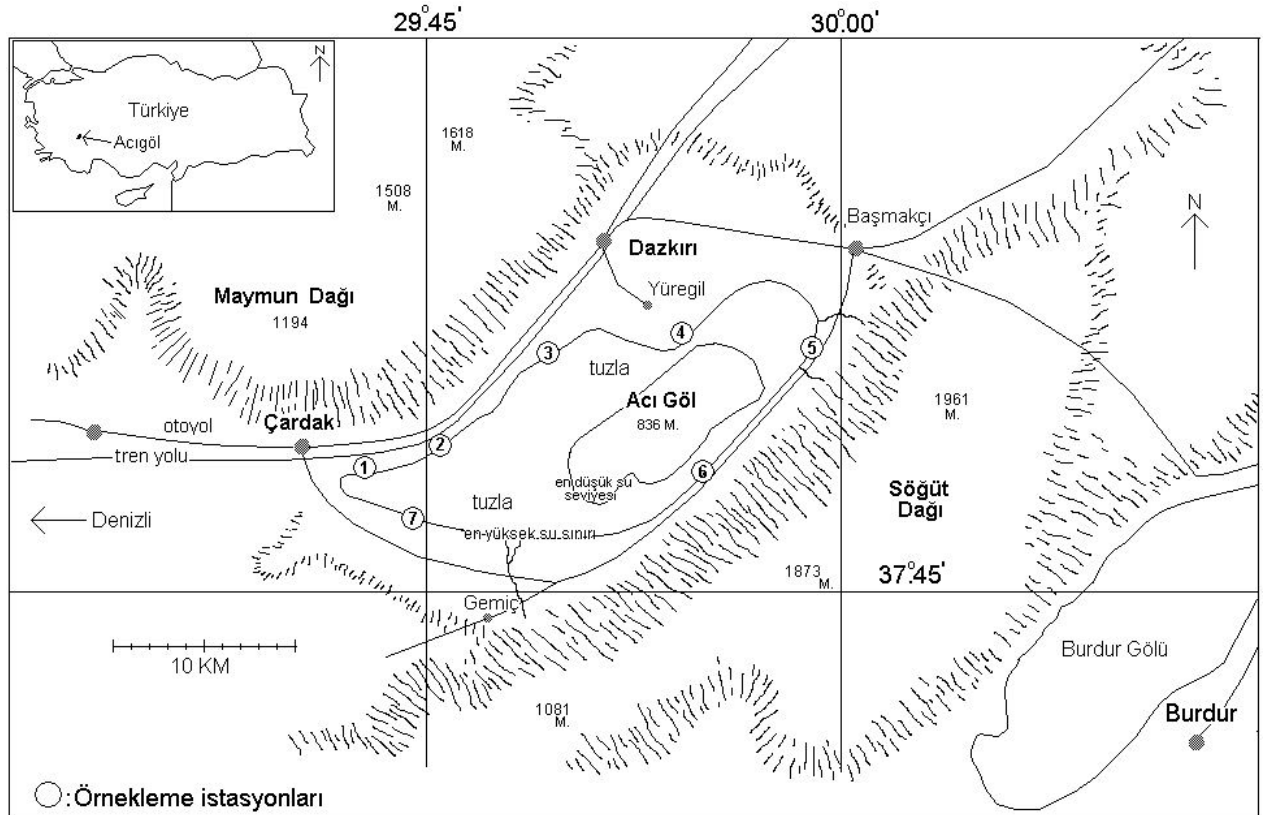 29°.45'
30°.00'
N
Türkiye
Acıgöl
1618
M.
1508
M.
N
Başmakçı
Dazkırı
Maymun Dağı
1194
Yüregil
4
3
5
tuzla
Acı Göl
836 M.
1961
M.
Çardak
otoyol
2
tren yolu
1
6
en düşük su
seviyesi
Söğüt
Dağı
tuzla
Denizli
7
en yüksek su sınırı
1873
M.
37°.45'
Gemiç
10 KM
Burdur Gölü
1081
M.
Burdur
:Örnekleme istasyonları